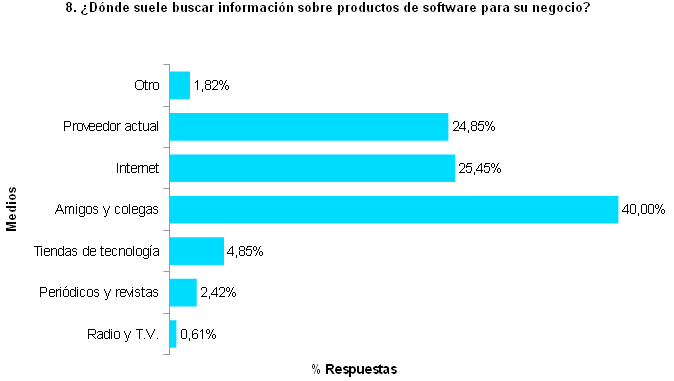 8. ¿Dónde suele buscar información sobre productos de software para su negocio?
Otro
1,82%
Proveedor actual
24,85%
Internet
25,45%
Amigos y colegas
40,00%
Tiendas de tecnología
4,85%
Periódicos y revistas
2,42%
Radio y T.V.
0,61%
Medios
% Respuestas